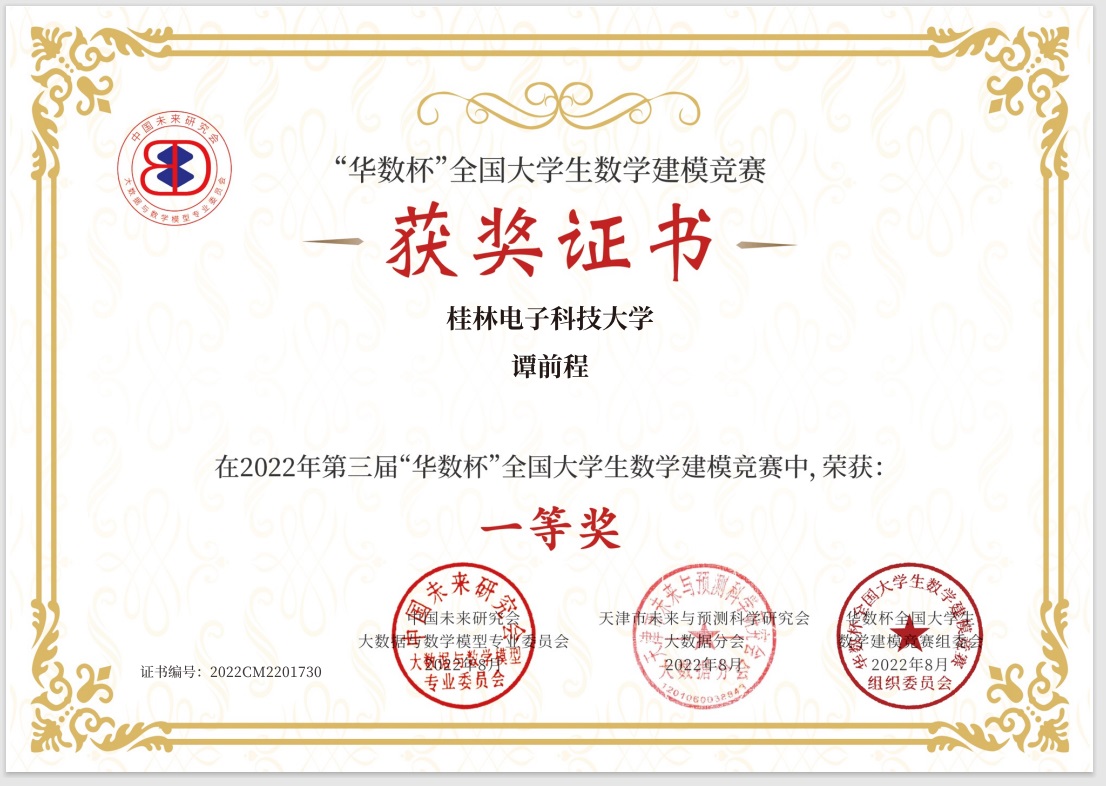 中国未来研究会
大数据与数学模型专业委员会
“华数杯”全国大学生数学建模竞赛
获奖证书
桂林电子科技大学
谭前程
在2022年第三届“华数杯”全国大学生数学建模竞赛中, 荣获:
一等奖
中国未来研究会
大数据与数学模型专业委员会
2022年8月
中国未来研究会
大数据与数学模型
专业委员会
天津市未来与预测科学研究会
大数据分会
2022年8月
天津市未来与预测科学研究会
大数据分会
华数杯全国大学生
数学建模竞赛组委会
2022年8月
华数杯全国大学生数学建模竞赛
组织委员会
证书编号: 2022CM2201730